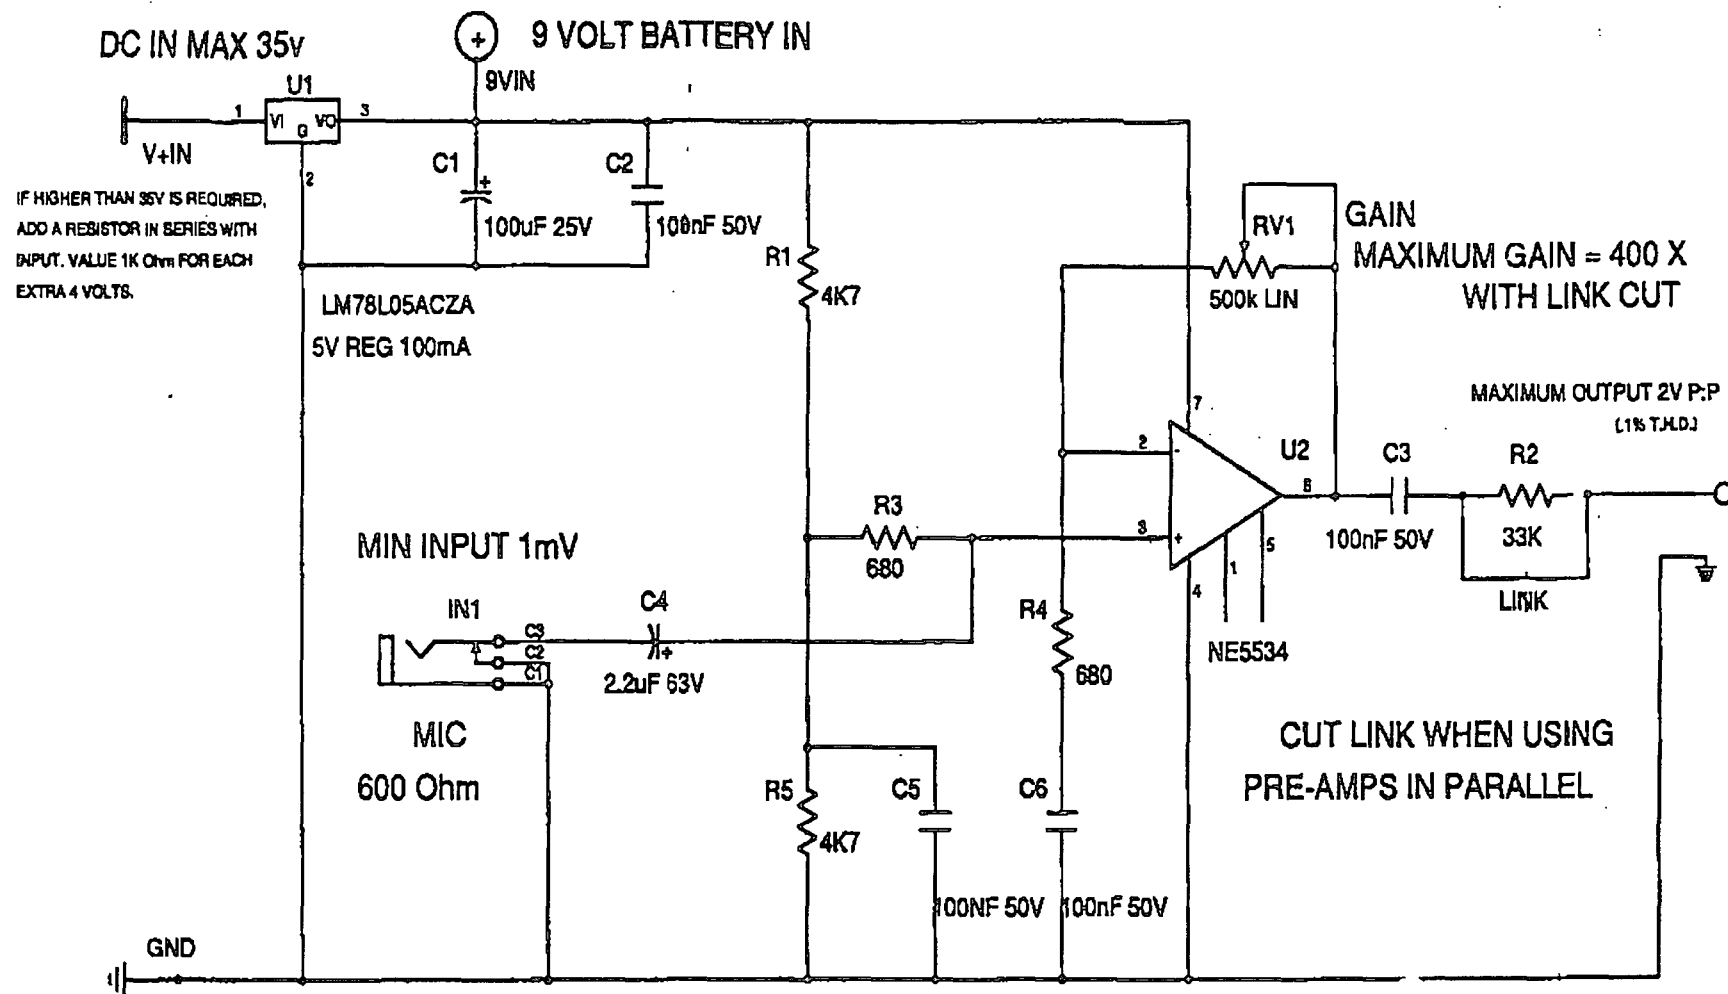 DC IN MAX 35v
9 VOLT BATTERY IN
+
9VIN
U1
1
VI
G
VO
3
2
V+IN
IF HIGHER THAN 35V IS REQUIRED,
ADD A RESISTOR IN SERIES WITH
INPUT. VALUE 1K Ohm FOR EACH
EXTRA 4 VOLTS.
C1
+
100uF 25V
C2
100nF 50V
LM78L05ACZA
5V REG 100mA
R1
4K7
RV1
500k LIN
GAIN
MAXIMUM GAIN = 400 X
WITH LINK CUT
MAXIMUM OUTPUT 2V P:P
(.1% T.H.D.)
7
2
-
U2
6
3
+
4
1
5
NE5534
C3
100nF 50V
R2
33K
LINK
R3
680
MIN INPUT 1mV
IN1
C3
C2
C1
C4
+
2.2uF 63V
MIC
600 Ohm
R4
680
R5
4K7
C5
100NF 50V
C6
100nF 50V
CUT LINK WHEN USING
PRE-AMPS IN PARALLEL
GND